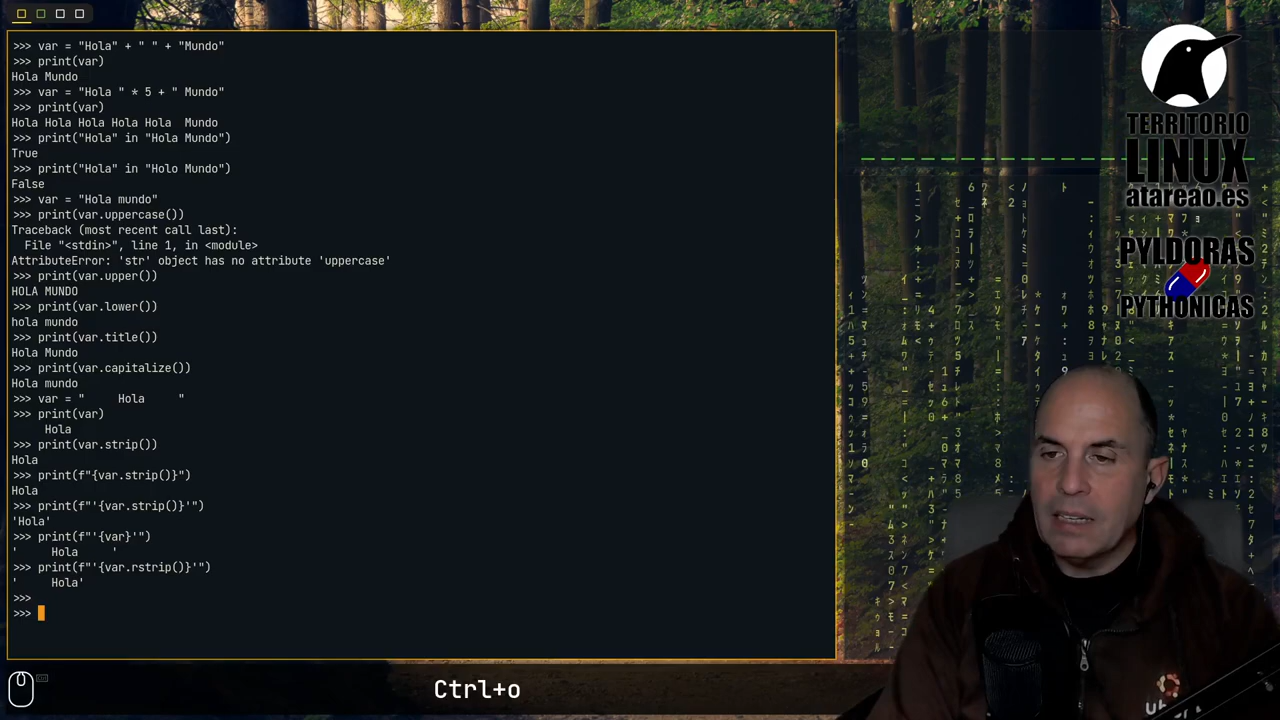 >>> var = "Hola" + " " + "Mundo"
>>> print(var)
Hola Mundo
>>> var = "Hola " * 5 + " Mundo"
>>> print(var)
Hola Hola Hola Hola Hola  Mundo
>>> print("Hola" in "Hola Mundo")
True
>>> print("Hola" in "Holo Mundo")
False
>>> var = "Hola mundo"
>>> print(var.uppercase())
Traceback (most recent call last):
  File "<stdin>", line 1, in <module>
AttributeError: 'str' object has no attribute 'uppercase'
>>> print(var.upper())
HOLA MUNDO
>>> print(var.lower())
hola mundo
>>> print(var.title())
Hola Mundo
>>> print(var.capitalize())
Hola mundo
>>> var = "     Hola     "
>>> print(var)
     Hola
>>> print(var.strip())
Hola
>>> print(f"{var.strip()}")
Hola
>>> print(f"'{var.strip()}'")
'Hola'
>>> print(f"'{var}'")
'     Hola     '
>>> print(f"'{var.rstrip()}'")
'     Hola'
>>>
>>>
Ctrl+o
TERRITORIO
LINUX
atareao.es
PYLDORAS
PYTHONICAS